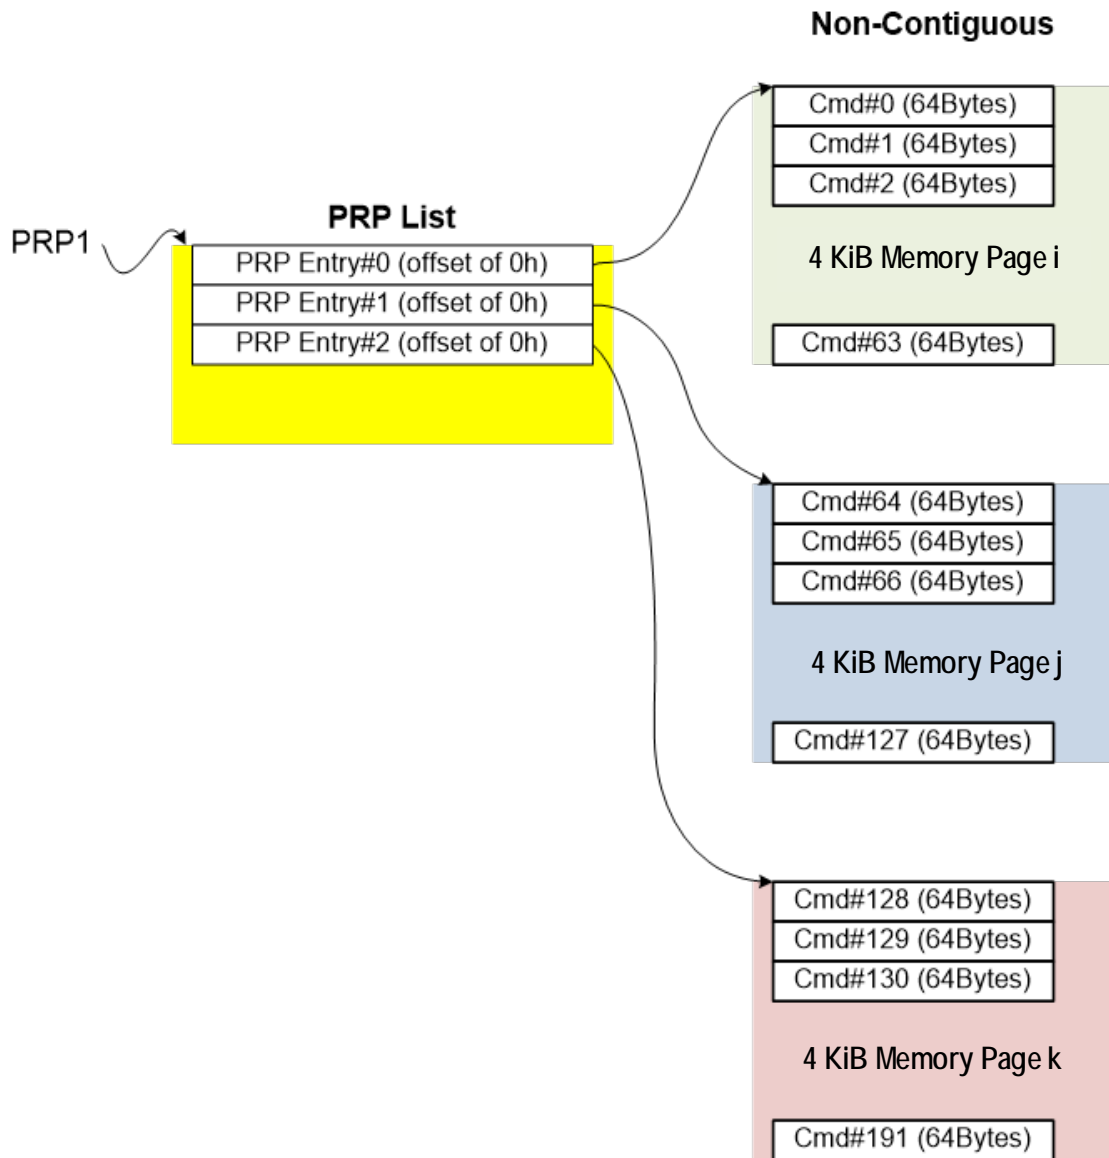 Non-Contiguous
Cmd#0 (64Bytes)
Cmd#1 (64Bytes)
Cmd#2 (64Bytes)
4 KiB Memory Page i
Cmd#63 (64Bytes)
PRP1
PRP List
PRP Entry#0 (offset of 0h)
PRP Entry#1 (offset of 0h)
PRP Entry#2 (offset of 0h)
Cmd#64 (64Bytes)
Cmd#65 (64Bytes)
Cmd#66 (64Bytes)
4 KiB Memory Page j
Cmd#127 (64Bytes)
Cmd#128 (64Bytes)
Cmd#129 (64Bytes)
Cmd#130 (64Bytes)
4 KiB Memory Page k
Cmd#191 (64Bytes)